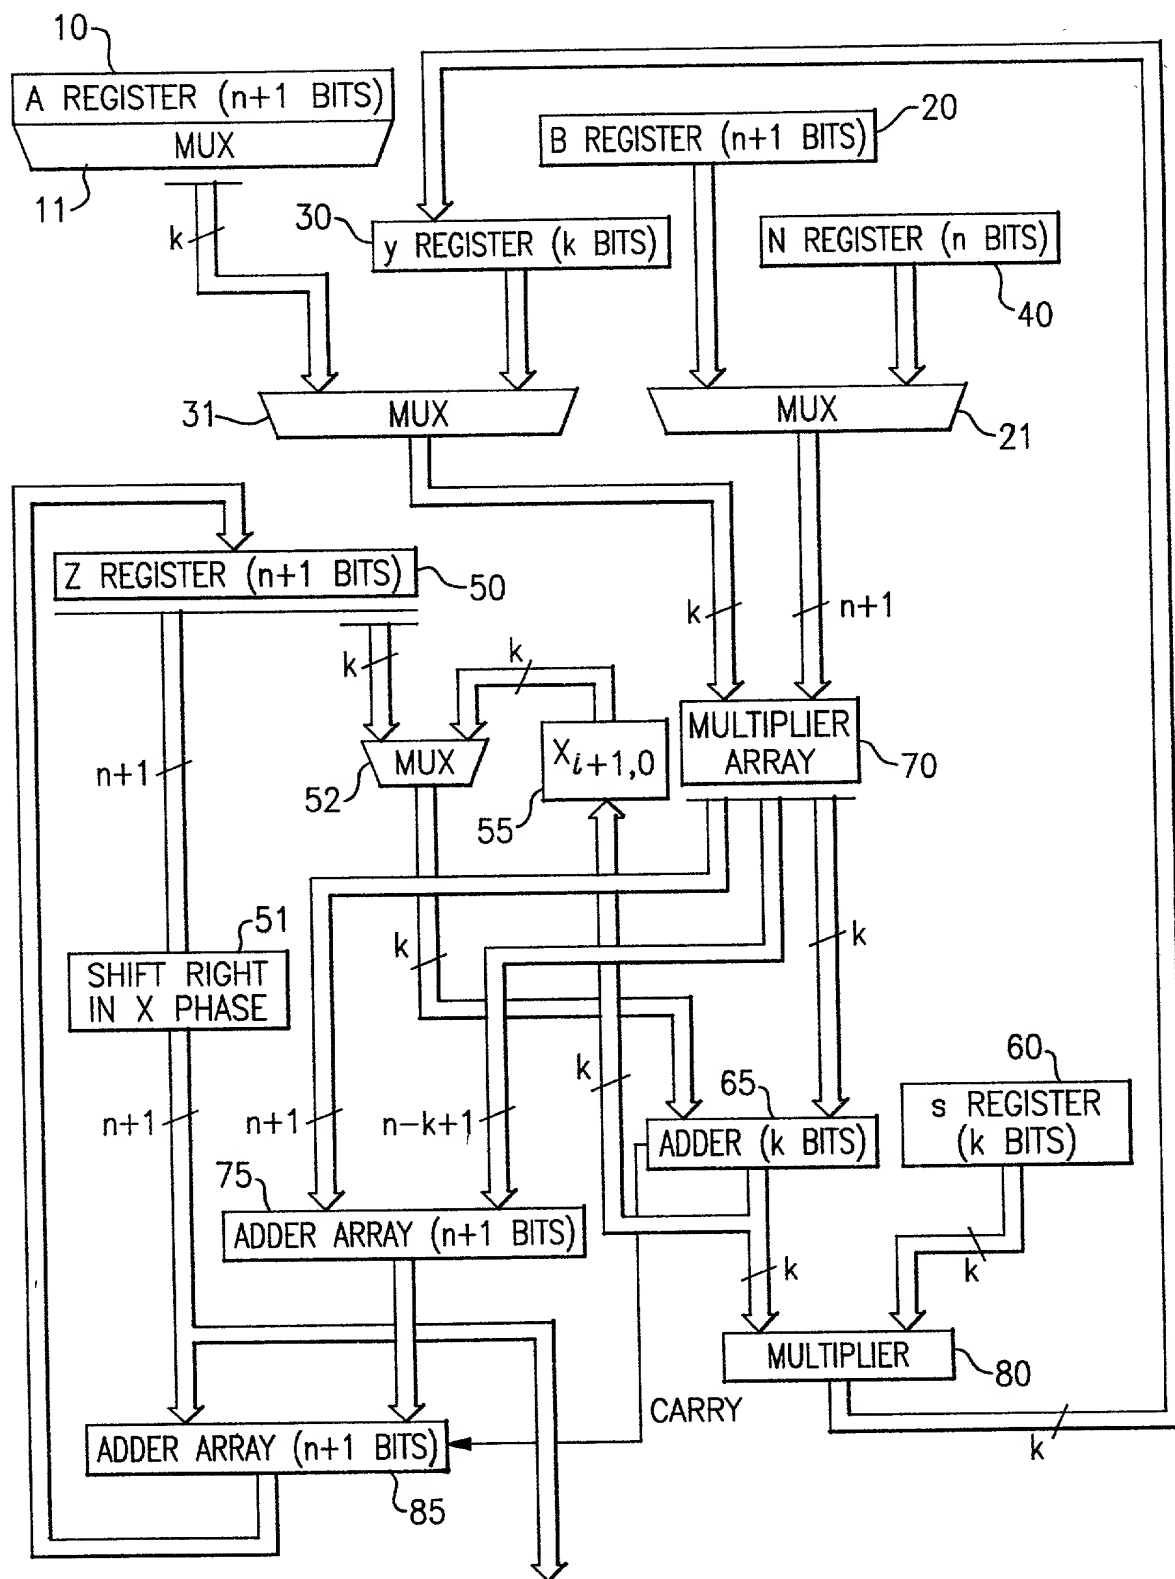 10
A REGISTER (n+1 BITS)
MUX
11
k
B REGISTER (n+1 BITS)
20
30
y REGISTER (k BITS)
N REGISTER (n BITS)
40
31
MUX
MUX
21
Z REGISTER (n+1 BITS)
50
k
n+1
k
k
n+1
MUX
52
X_{i+1,0}
55
MULTIPLIER
ARRAY
70
51
SHIFT RIGHT
IN X PHASE
k
k
n+1
n+1
n-k+1
k
65
ADDER (k BITS)
60
s REGISTER
(k BITS)
75
ADDER ARRAY (n+1 BITS)
k
k
MULTIPLIER
80
CARRY
k
ADDER ARRAY (n+1 BITS)
85